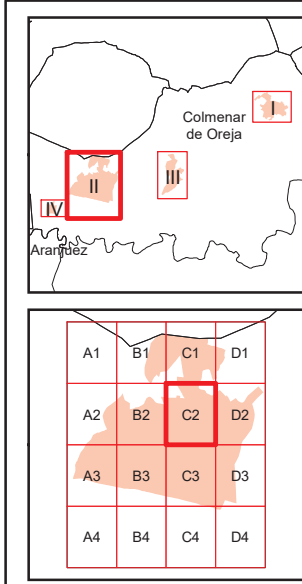 I
Colmenar
de Oreja
II
III
IV
Aranjuez
A1 B1 C1 D1
A2 B2 C2 D2
A3 B3 C3 D3
A4 B4 C4 D4